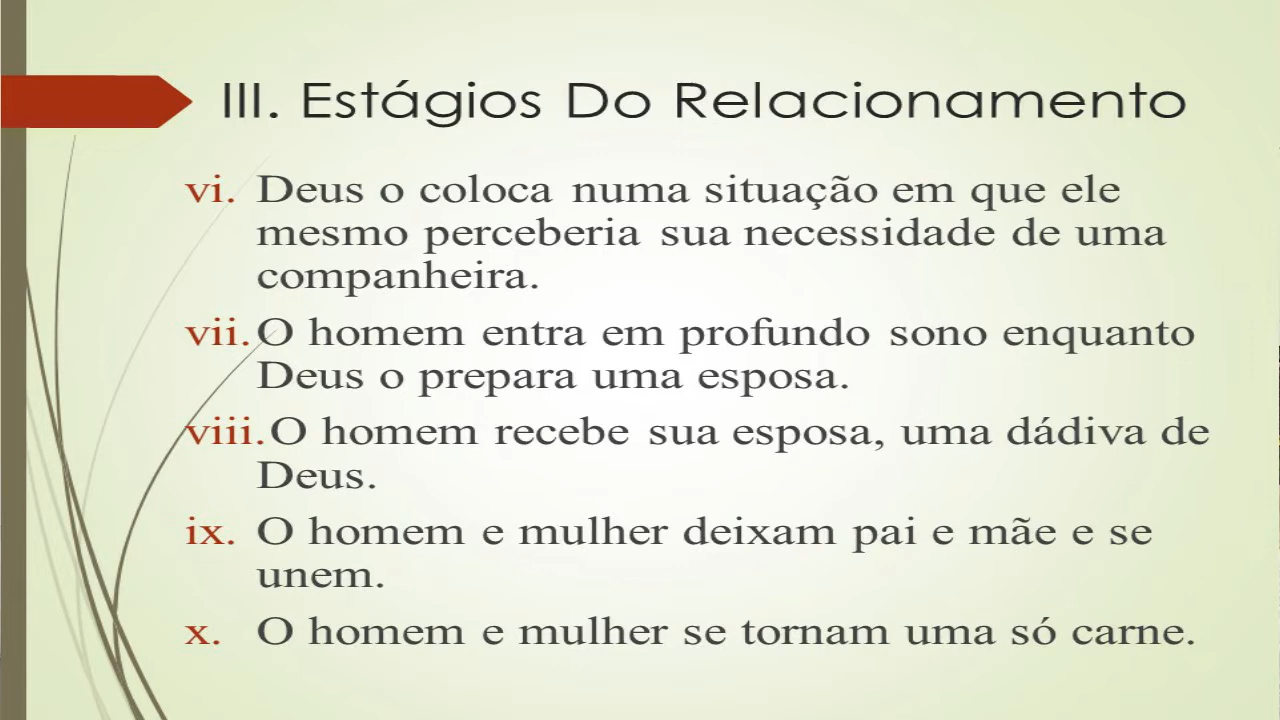 III. Estágios Do Relacionamento
vi. Deus o coloca numa situação em que ele
mesmo perceberia sua necessidade de uma
companheira.
vii. O homem entra em profundo sono enquanto
Deus o prepara uma esposa.
viii. O homem recebe sua esposa, uma dádiva de
Deus.
ix. O homem e mulher deixam pai e mãe e se
unem.
x. O homem e mulher se tornam uma só carne.